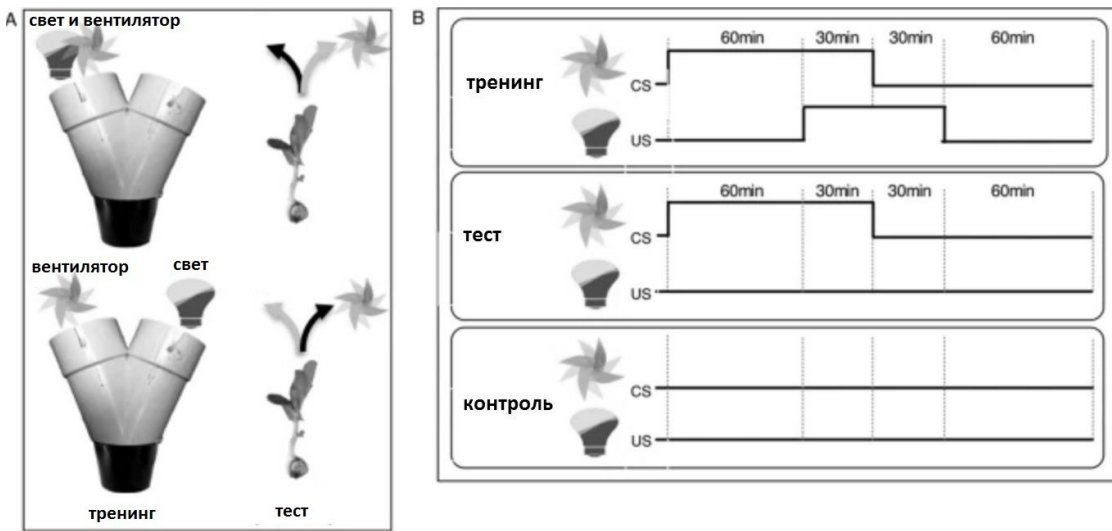 A
свет и вентилятор
вентилятор свет
тренинг тест
B
60min 30min 30min 60min
тренинг
CS
US
60min 30min 30min 60min
тест
CS
US
контроль
CS
US